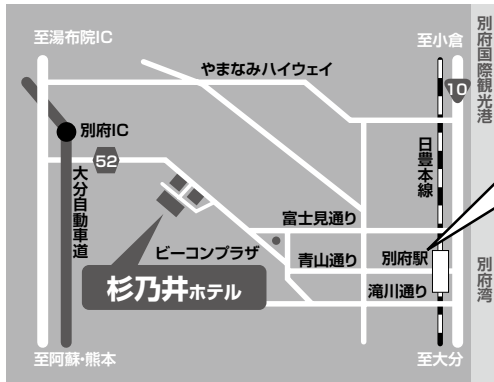 至湯布院IC
至小倉
別府国際観光港
やまなみハイウェイ
10
別府IC
日豊本線
52
大分自動車道
富士見通り
ビーコンプラザ
青山通り
別府駅
別府湾
杉乃井ホテル
滝川通り
至阿蘇・熊本
至大分